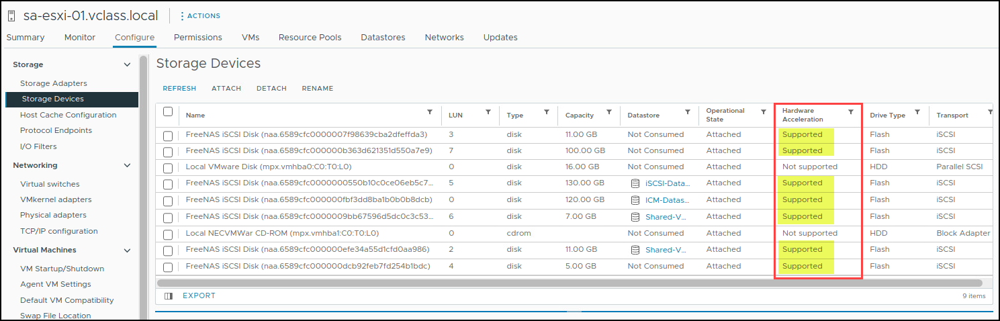 sa-esxi-01.vclass.local ACTIONS
Summary Monitor Configure Permissions VMs Resource Pools Datastores Networks Updates
Storage
Storage Adapters
Storage Devices
Host Cache Configuration
Protocol Endpoints
I/O Filters
Networking
Virtual switches
VMkernel adapters
Physical adapters
TCP/IP configuration
Virtual Machines
VM Startup/Shutdown
Agent VM Settings
Default VM Compatibility
Swap File Location
Storage Devices
REFRESH ATTACH DETACH RENAME
Name LUN Type Capacity Datastore Operational State Hardware Acceleration Drive Type Transport
FreeNAS iSCSI Disk (naa.6589cfc0000007f98639cba2dfeffda3) 3 disk 11.00 GB Not Consumed Attached Supported Flash iSCSI
FreeNAS iSCSI Disk (naa.6589cfc000000b363d621351d550a7e9) 7 disk 100.00 GB Not Consumed Attached Supported Flash iSCSI
Local VMware Disk (mpx.vmhba0:C0:T0:L0) 0 disk 16.00 GB Not Consumed Attached Not supported HDD Parallel SCSI
FreeNAS iSCSI Disk (naa.6589cfc0000000550b10c0ce06eb5c7... 5 disk 130.00 GB iSCSI-Data... Attached Supported Flash iSCSI
FreeNAS iSCSI Disk (naa.6589cfc000000fbf3dd8ba1b0b0b8dcb) 0 disk 120.00 GB ICM-Datas... Attached Supported Flash iSCSI
FreeNAS iSCSI Disk (naa.6589cfc0000009bb67596d5dc0c3c53... 6 disk 7.00 GB Shared-V... Attached Supported Flash iSCSI
Local NECVMWar CD-ROM (mpx.vmhba1:C0:T0:L0) 0 cdrom Not Consumed Attached Not supported HDD Block Adapter
FreeNAS iSCSI Disk (naa.6589cfc000000efe34a55d1cfd0aa986) 2 disk 11.00 GB Shared-V... Attached Supported Flash iSCSI
FreeNAS iSCSI Disk (naa.6589cfc000000dcb92feb7fd254b1bdc) 4 disk 5.00 GB Not Consumed Attached Supported Flash iSCSI
EXPORT 9 items